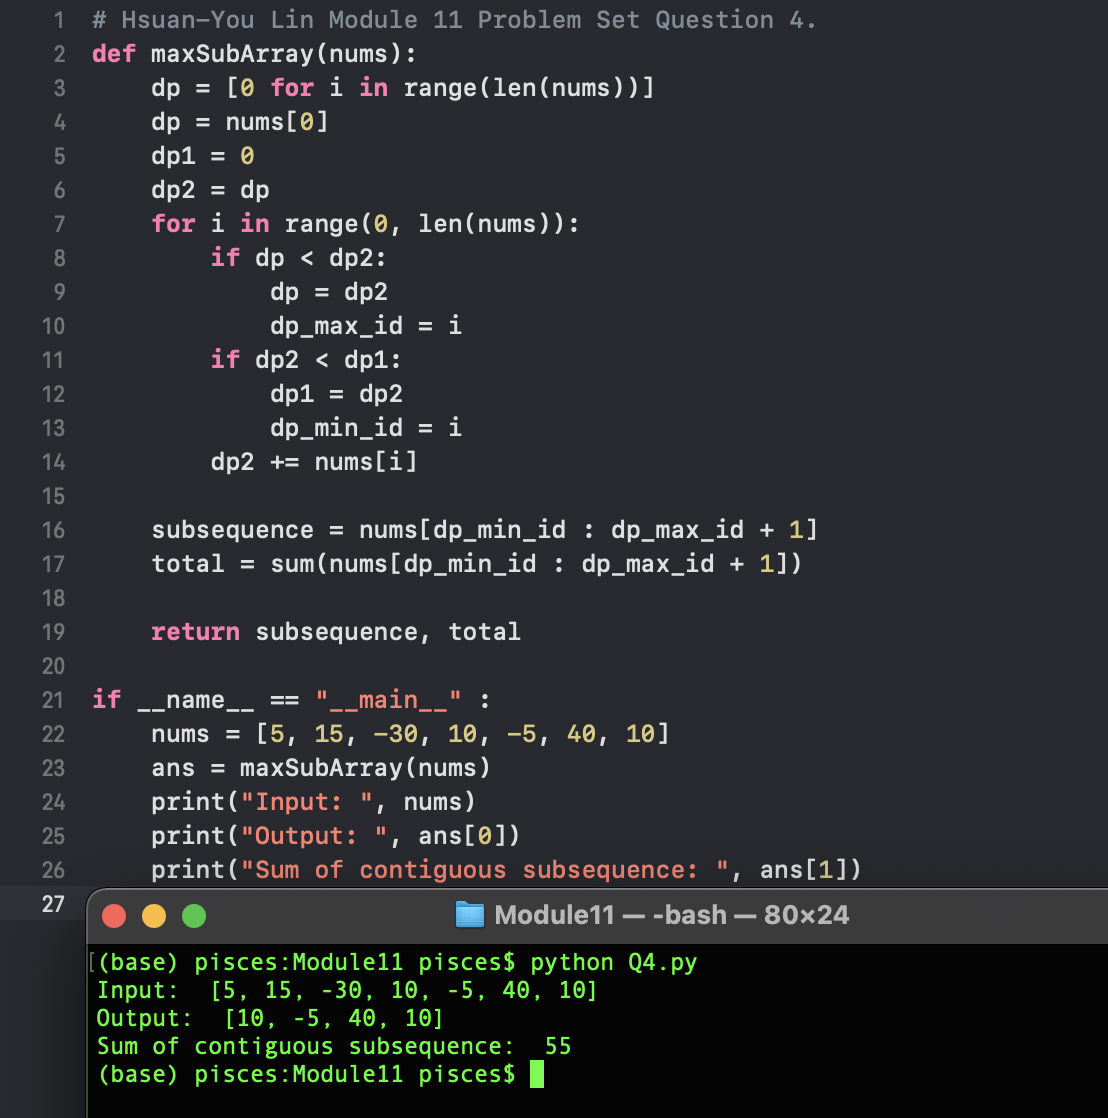 1 # Hsuan-You Lin Module 11 Problem Set Question 4.
2 def maxSubArray(nums):
3     dp = [0 for i in range(len(nums))]
4     dp = nums[0]
5     dp1 = 0
6     dp2 = dp
7     for i in range(0, len(nums)):
8         if dp < dp2:
9             dp = dp2
10             dp_max_id = i
11         if dp2 < dp1:
12             dp1 = dp2
13             dp_min_id = i
14         dp2 += nums[i]
15
16     subsequence = nums[dp_min_id : dp_max_id + 1]
17     total = sum(nums[dp_min_id : dp_max_id + 1])
18
19     return subsequence, total
20
21 if __name__ == "__main__" :
22     nums = [5, 15, -30, 10, -5, 40, 10]
23     ans = maxSubArray(nums)
24     print("Input: ", nums)
25     print("Output: ", ans[0])
26     print("Sum of contiguous subsequence: ", ans[1])
27
Module11 — -bash — 80×24
[(base) pisces:Module11 pisces$ python Q4.py
Input:  [5, 15, -30, 10, -5, 40, 10]
Output:  [10, -5, 40, 10]
Sum of contiguous subsequence:  55
(base) pisces:Module11 pisces$